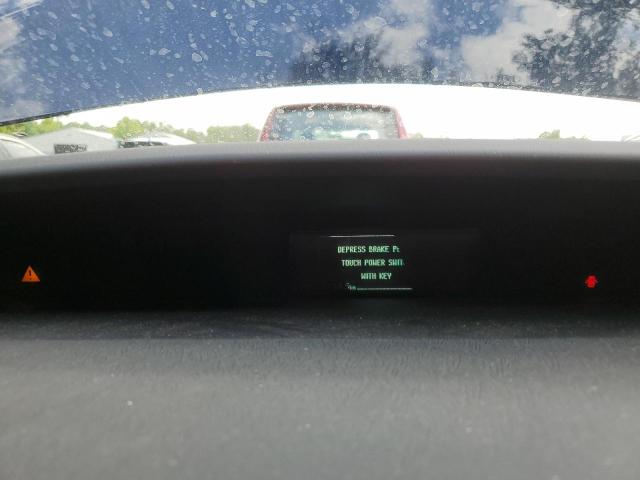 DEPRESS BRAKE P
TOUCH POWER SWIT
WITH KEY